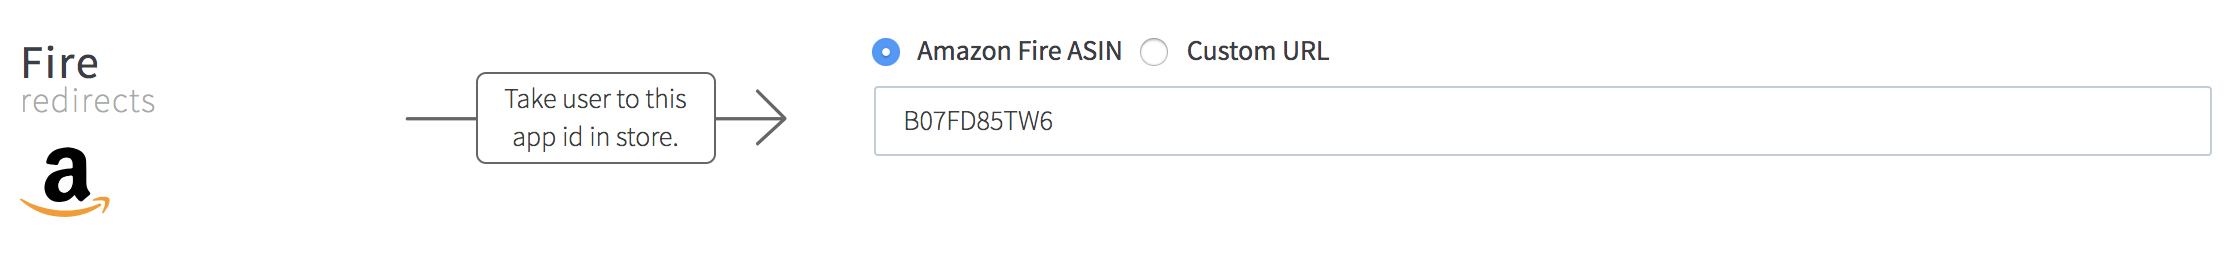 Fire
redirects
a
Take user to this
app id in store.
Amazon Fire ASIN
Custom URL
B07FD85TW6